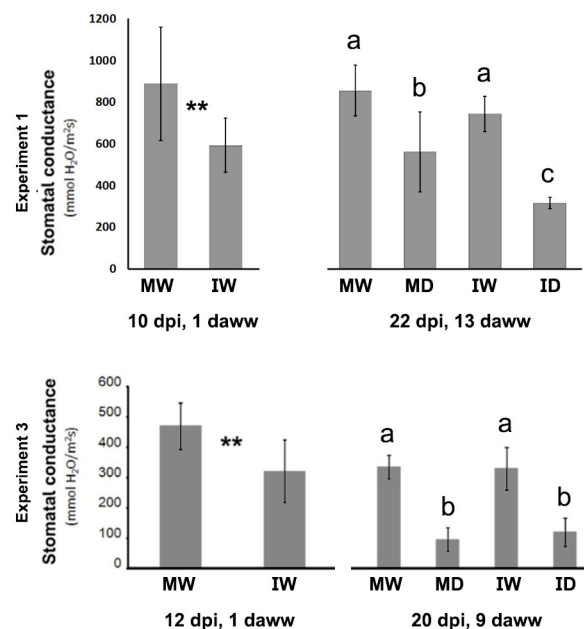 Experiment 1
Stomatal conductance
(mmol H₂O/m²s)
1200
1000
800
600
400
200
0
**
MW IW
10 dpi, 1 daww
a b a c
MW MD IW ID
22 dpi, 13 daww
Experiment 3
Stomatal conductance
(mmol H₂O/m²s)
600
500
400
300
200
100
0
**
MW IW
12 dpi, 1 daww
a b a b
MW MD IW ID
20 dpi, 9 daww